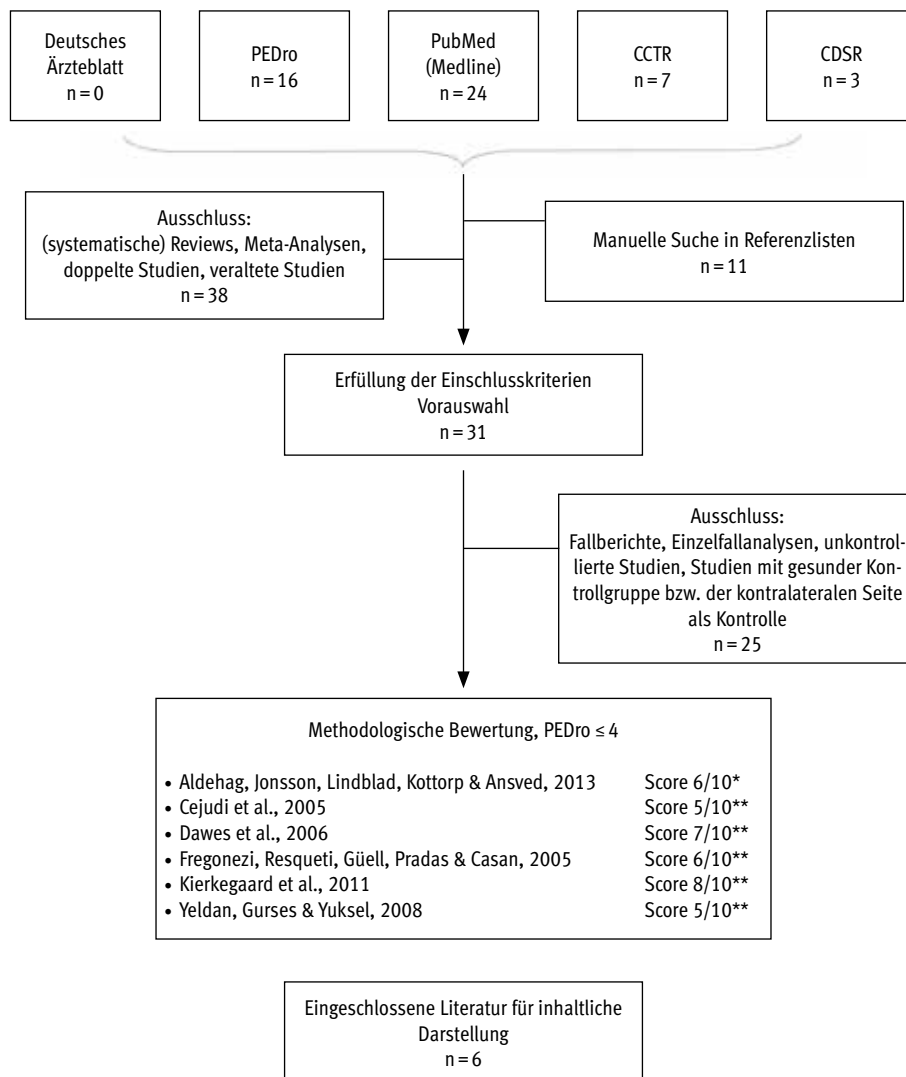 Deutsches
Ärzteblatt
n = 0
PEDro
n = 16
PubMed
(Medline)
n = 24
CCTR
n = 7
CDSR
n = 3
Ausschluss:
(systematische) Reviews, Meta-Analysen,
doppelte Studien, veraltete Studien
n = 38
Manuelle Suche in Referenzlisten
n = 11
Erfüllung der Einschlusskriterien
Vorauswahl
n = 31
Ausschluss:
Fallberichte, Einzelfallanalysen, unkontrol-
lierte Studien, Studien mit gesunder Kon-
trollgruppe bzw. der kontralateralen Seite
als Kontrolle
n = 25
Methodologische Bewertung, PEDro ≤ 4
• Aldehag, Jonsson, Lindblad, Kottorp & Ansved, 2013 Score 6/10*
• Cejudi et al., 2005 Score 5/10**
• Dawes et al., 2006 Score 7/10**
• Fregonezi, Resqueti, Güell, Pradas & Casan, 2005 Score 6/10**
• Kierkegaard et al., 2011 Score 8/10**
• Yeldan, Gurses & Yuksel, 2008 Score 5/10**
Eingeschlossene Literatur für inhaltliche
Darstellung
n = 6